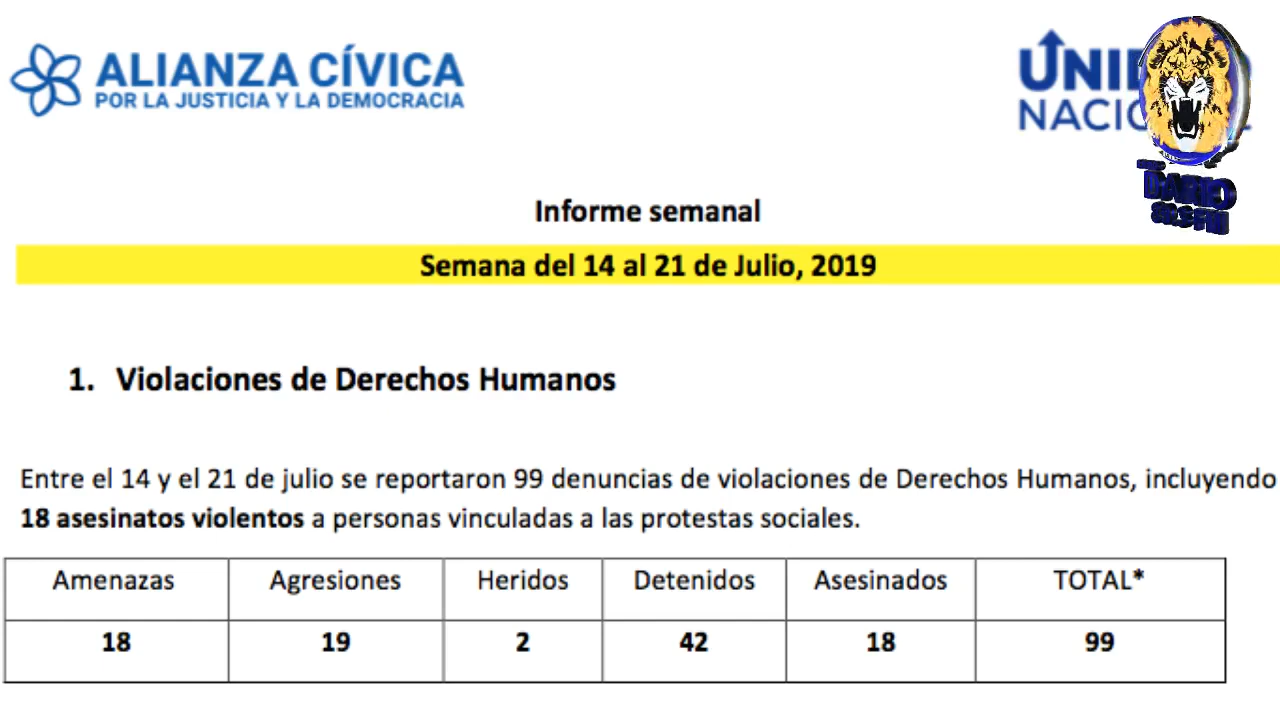 ALIANZA CÍVICA
POR LA JUSTICIA Y LA DEMOCRACIA
DARIO
Informe semanal
Semana del 14 al 21 de Julio, 2019
1. Violaciones de Derechos Humanos
Entre el 14 y el 21 de julio se reportaron 99 denuncias de violaciones de Derechos Humanos, incluyendo
18 asesinatos violentos a personas vinculadas a las protestas sociales.
Amenazas Agresiones Heridos Detenidos Asesinados TOTAL*
18 19 2 42 18 99